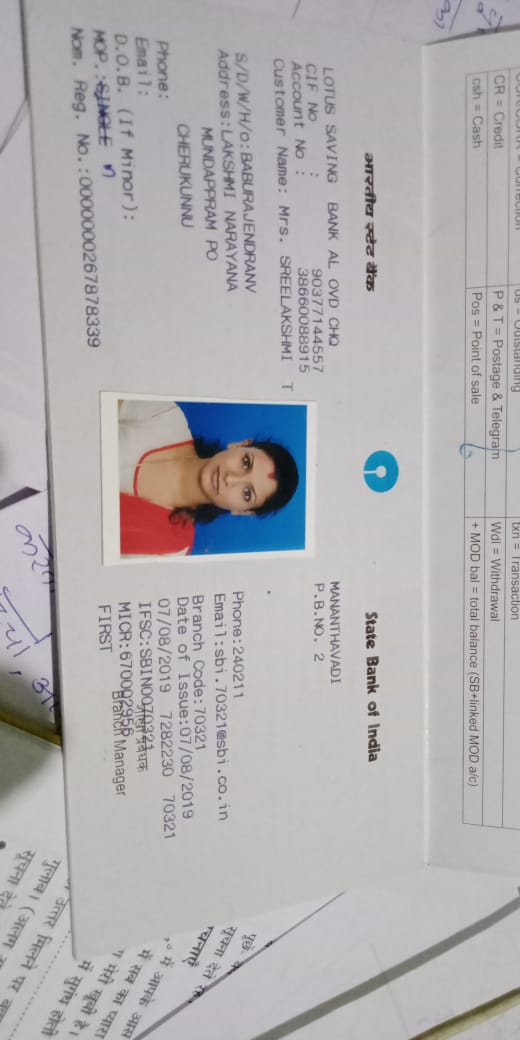 CR = Credit
P & T = Postage & Telegram
Wdl = Withdrawal
csh = Cash
Pos = Point of sale
+ MOD bal = total balance (SB+linked MOD a/c)
भारतीय स्टेट बैंक
State Bank of India
LOTUS SAVING BANK AL OVD CHQ
CIF No : 90377144557
Account No : 38660088915
Customer Name: Mrs. SREELAKSHMI T
S/D/W/H/o:BABURAJENDRANV
Address:LAKSHMI NARAYANA
MUNDAPPRAM PO
CHERUKUNNU
Phone:
Email:
D.O.B. (If Minor):
MOP.:SINGLE
Nom. Reg. No.:0000000267878339
MANANTHAVADI
P.B.NO. 2
Phone:240211
Email:sbi.70321@sbi.co.in
Branch Code:70321
Date of Issue:07/08/2019
07/08/2019 7282230 70321
IFSC:SBIN0070321
शाखा प्रबंधक
MICR:670002956
Branch Manager
FIRST